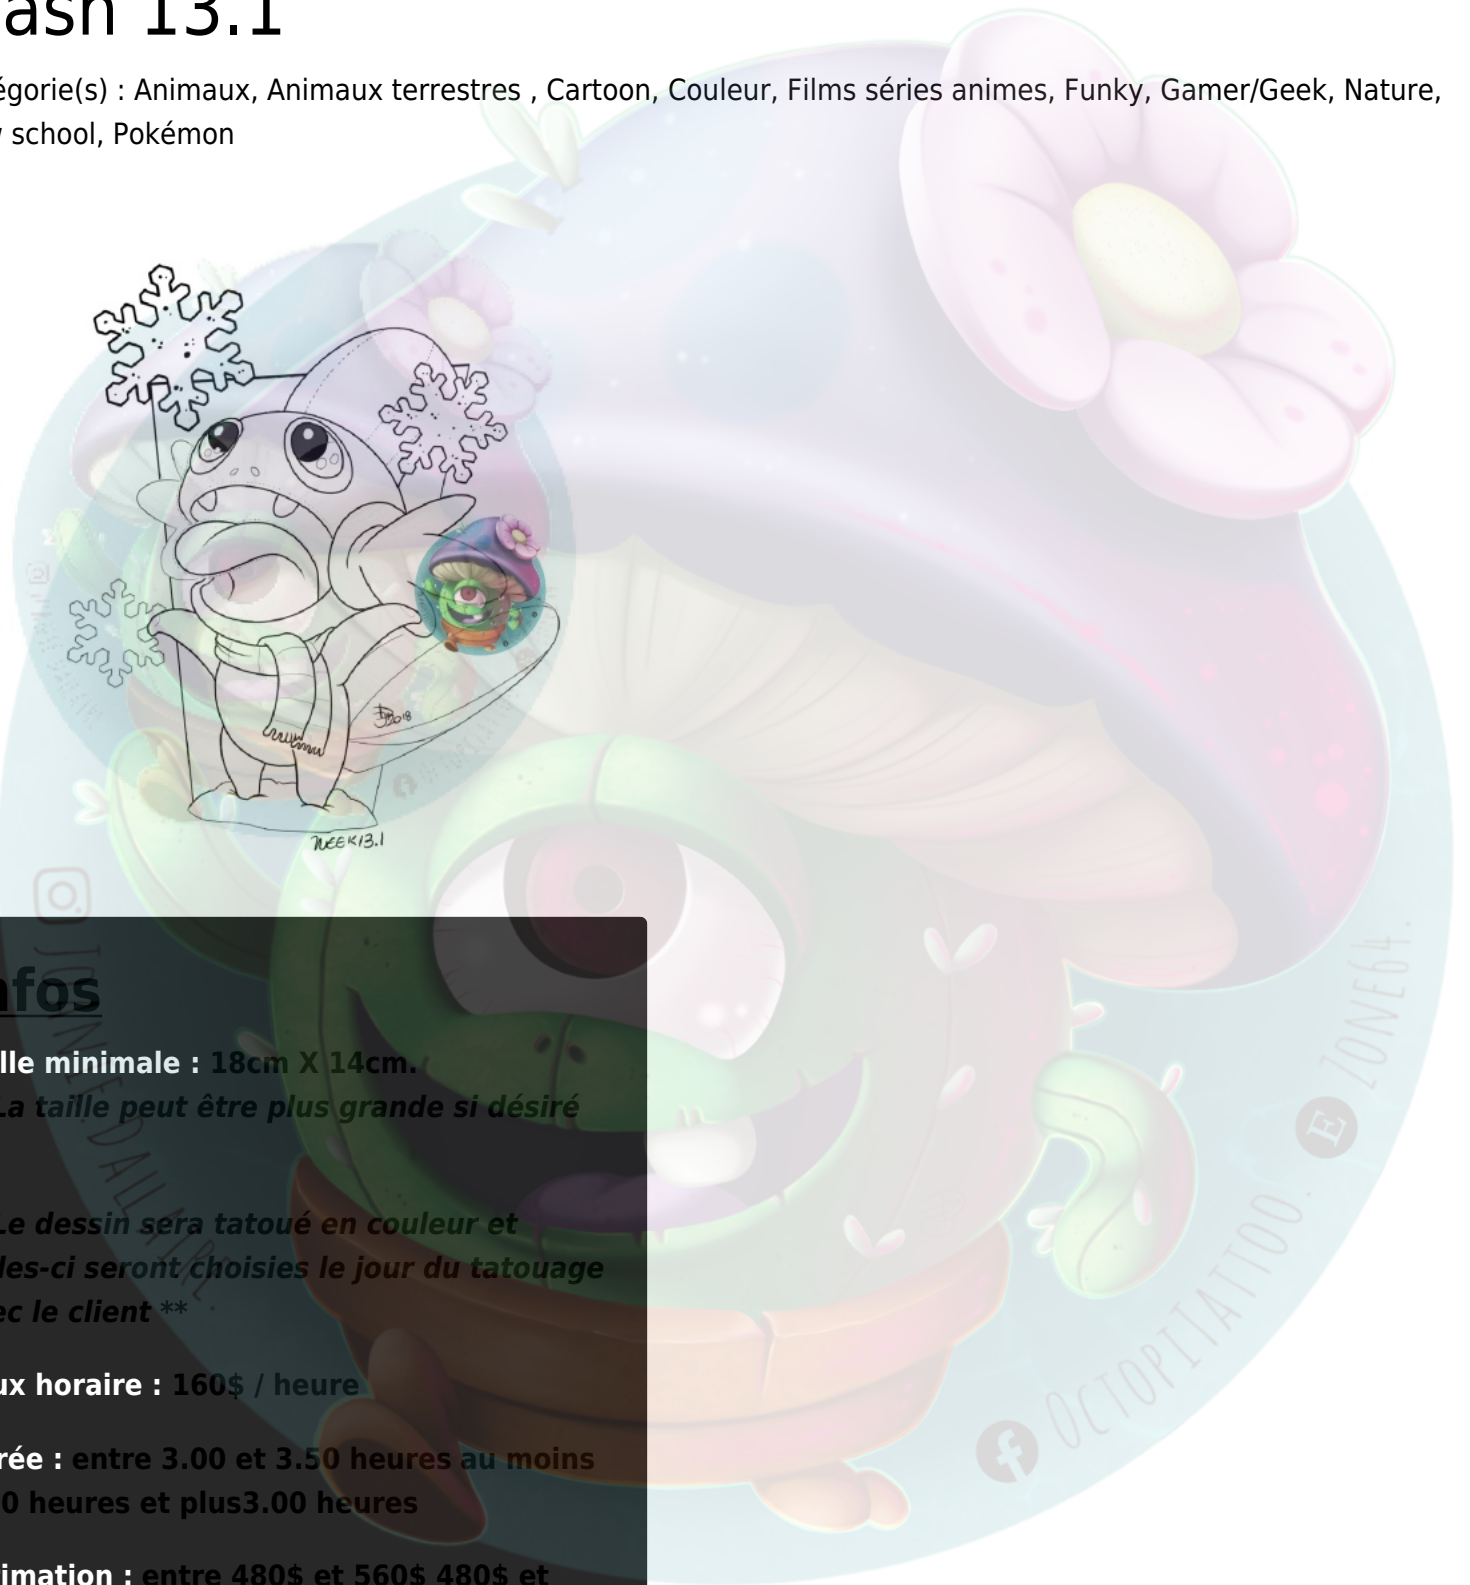 ash 13.1
égorie(s) : Animaux, Animaux terrestres , Cartoon, Couleur, Films séries animes, Funky, Gamer/Geek, Nature,
school, Pokémon
WEEK13.1
nfos
lle minimale : 18cm X 14cm.
La taille peut être plus grande si désiré
Le dessin sera tatoué en couleur et
les-ci seront choisies le jour du tatouage
ec le client **
ux horaire : 160$ / heure
rée : entre 3.00 et 3.50 heures au moins
0 heures et plus3.00 heures
imation : entre 480$ et 560$ 480$ et
OCTOPITATTOO.
ZONE64.